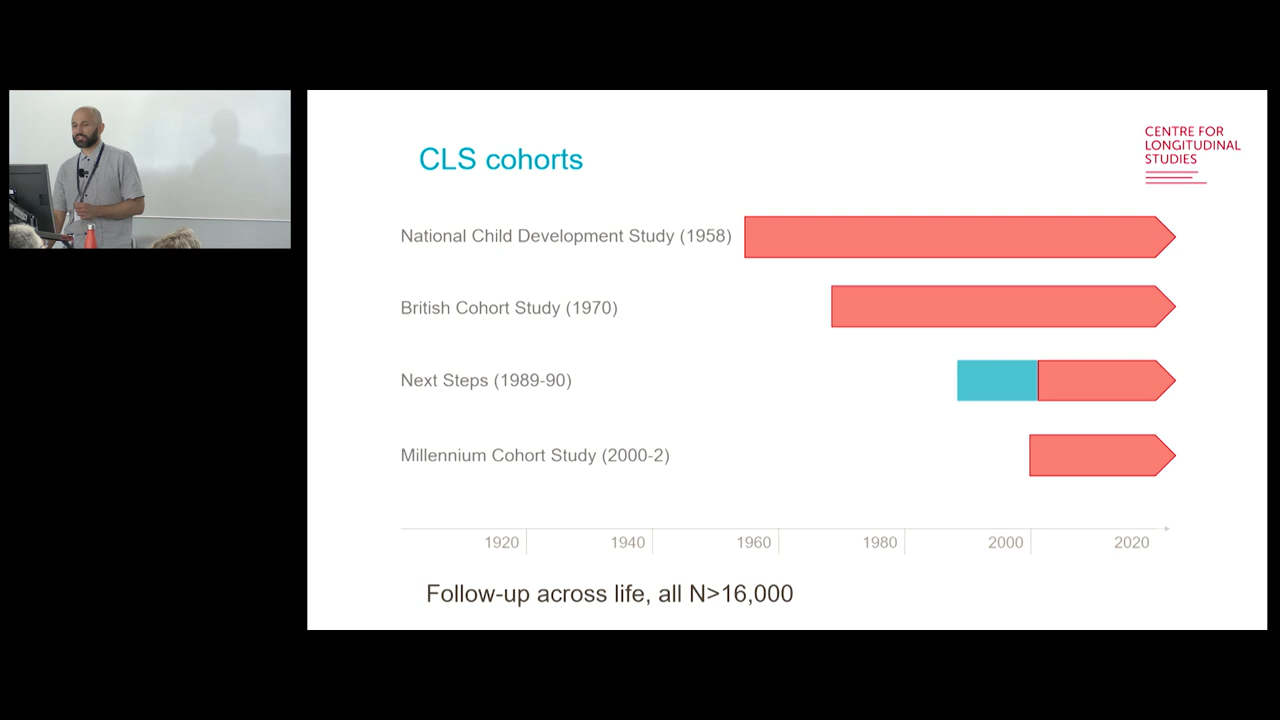 CLS cohorts
CENTRE FOR
LONGITUDINAL
STUDIES
National Child Development Study (1958)
British Cohort Study (1970)
Next Steps (1989-90)
Millennium Cohort Study (2000-2)
1920 1940 1960 1980 2000 2020
Follow-up across life, all N>16,000